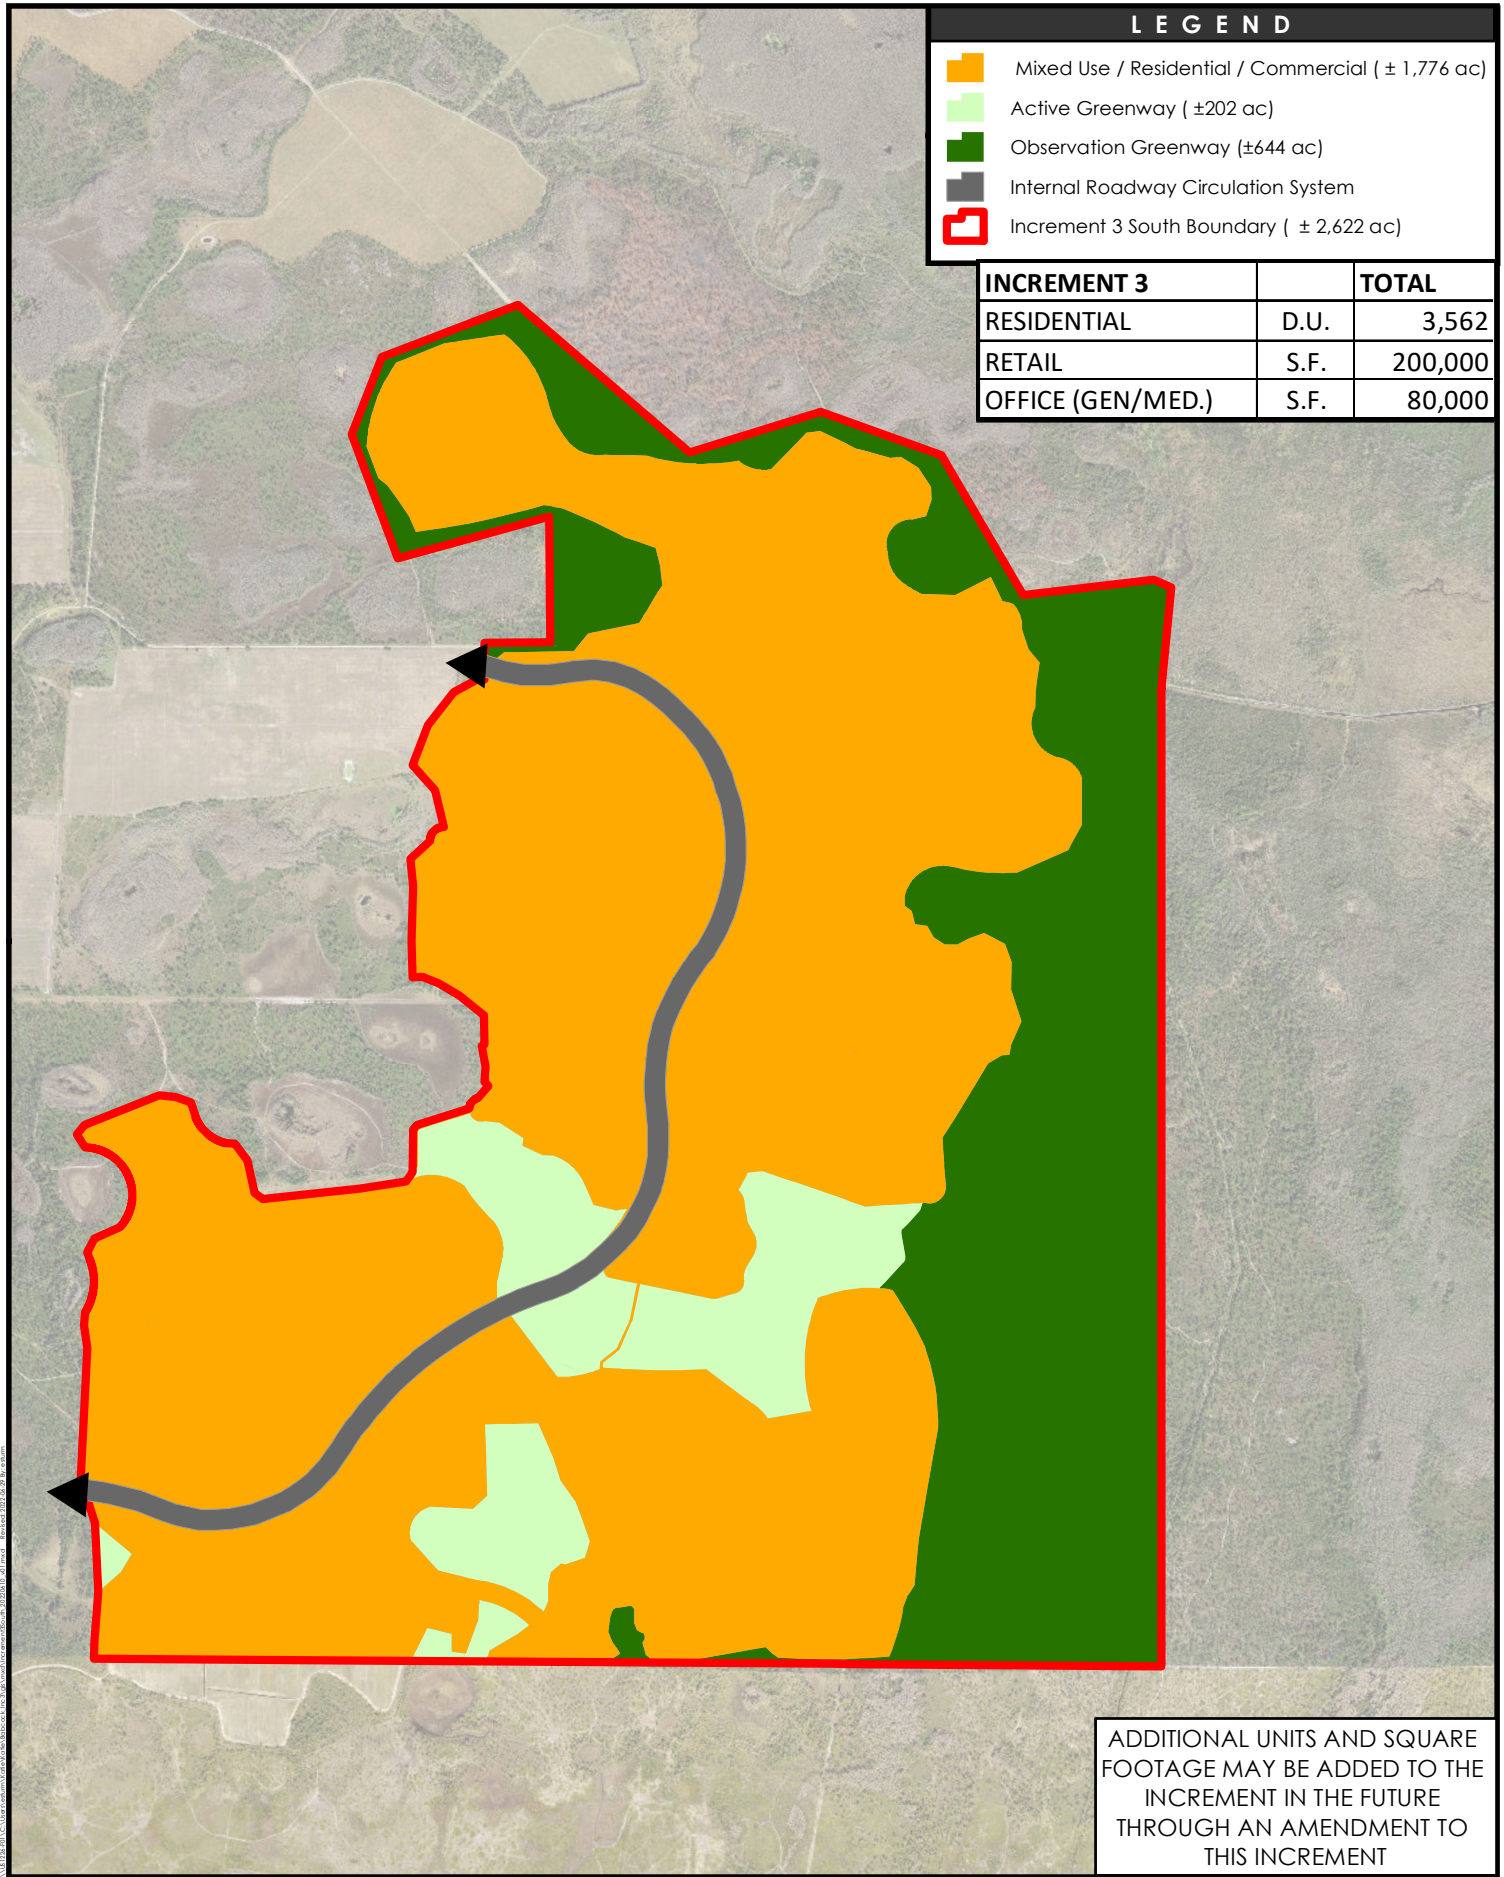 LEGEND
Mixed Use / Residential / Commercial ( ± 1,776 ac)
Active Greenway ( ±202 ac)
Observation Greenway (±644 ac)
Internal Roadway Circulation System
Increment 3 South Boundary ( ± 2,622 ac)
INCREMENT 3 TOTAL
RESIDENTIAL D.U. 3,562
RETAIL S.F. 200,000
OFFICE (GEN/MED.) S.F. 80,000
ADDITIONAL UNITS AND SQUARE
FOOTAGE MAY BE ADDED TO THE
INCREMENT IN THE FUTURE
THROUGH AN AMENDMENT TO
THIS INCREMENT